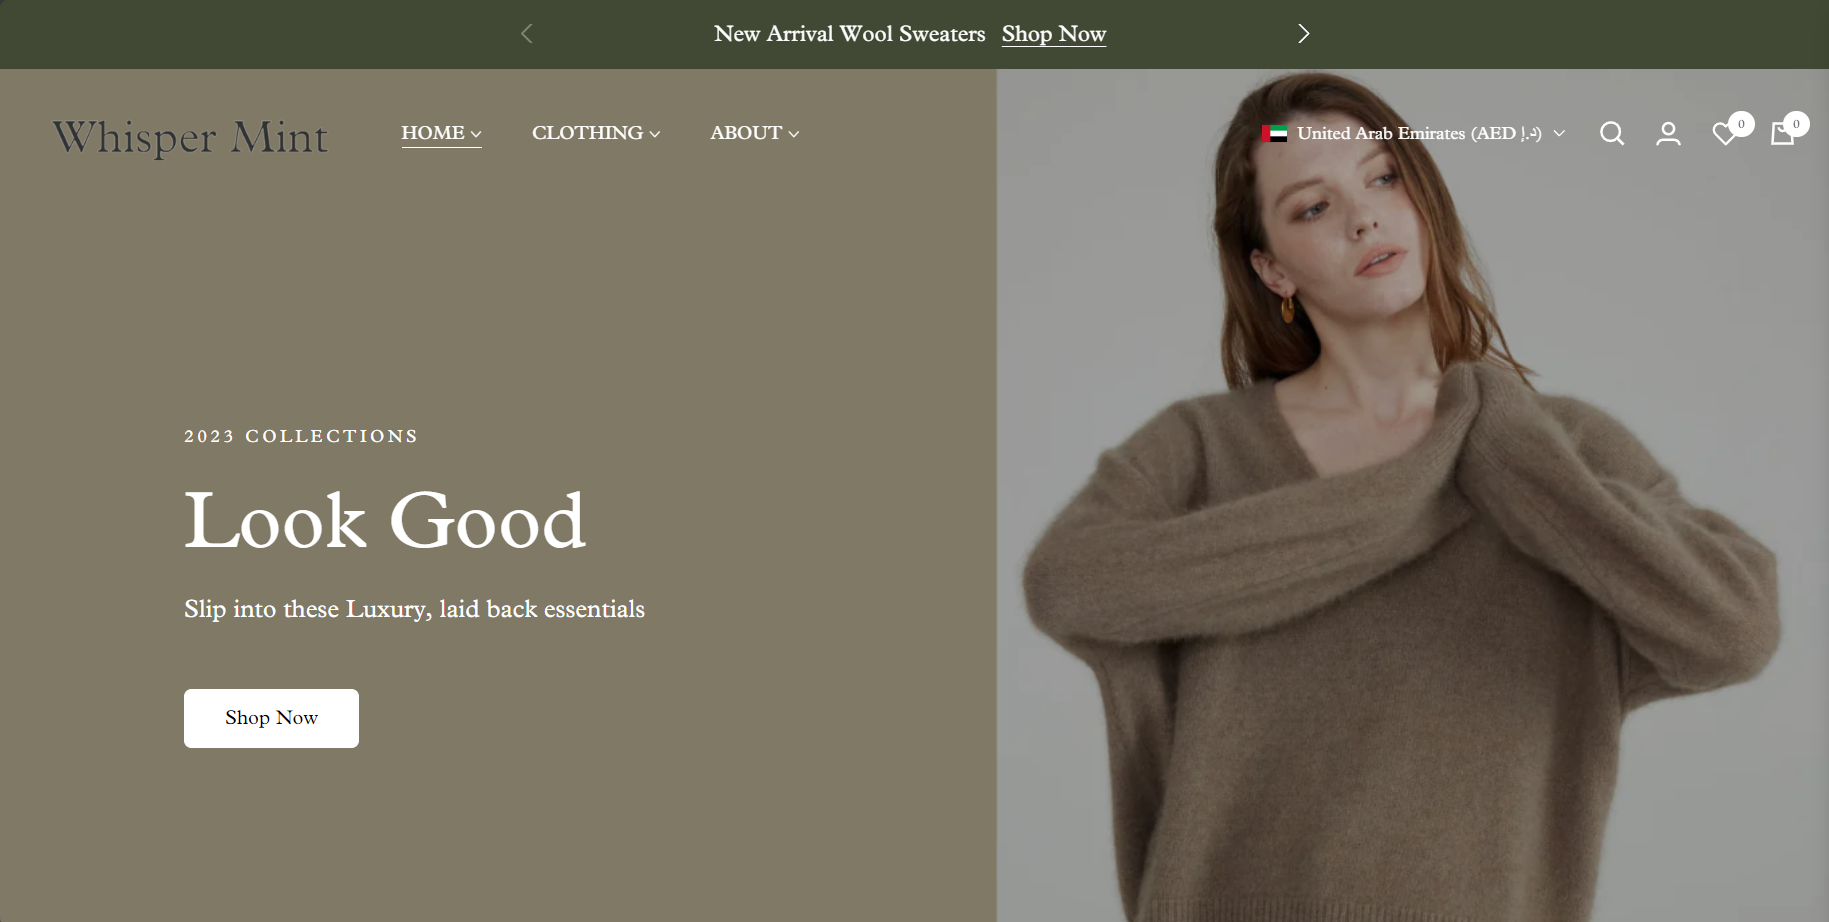 New Arrival Wool Sweaters Shop Now
Whisper Mint
HOME
CLOTHING
ABOUT
United Arab Emirates (AED د.إ)
0
0
2023 COLLECTIONS
Look Good
Slip into these Luxury, laid back essentials
Shop Now